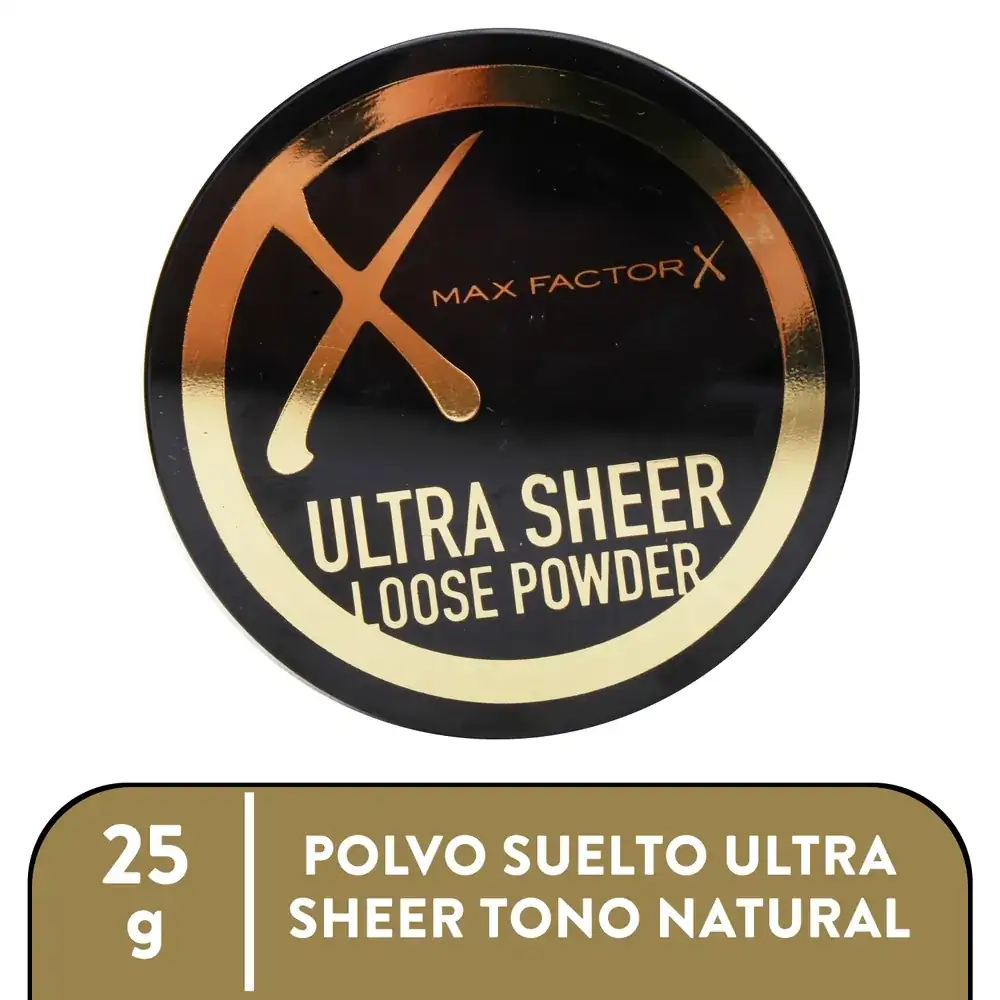 MAX FACTOR X
ULTRA SHEER
LOOSE POWDER
25
g
POLVO SUELTO ULTRA
SHEER TONO NATURAL